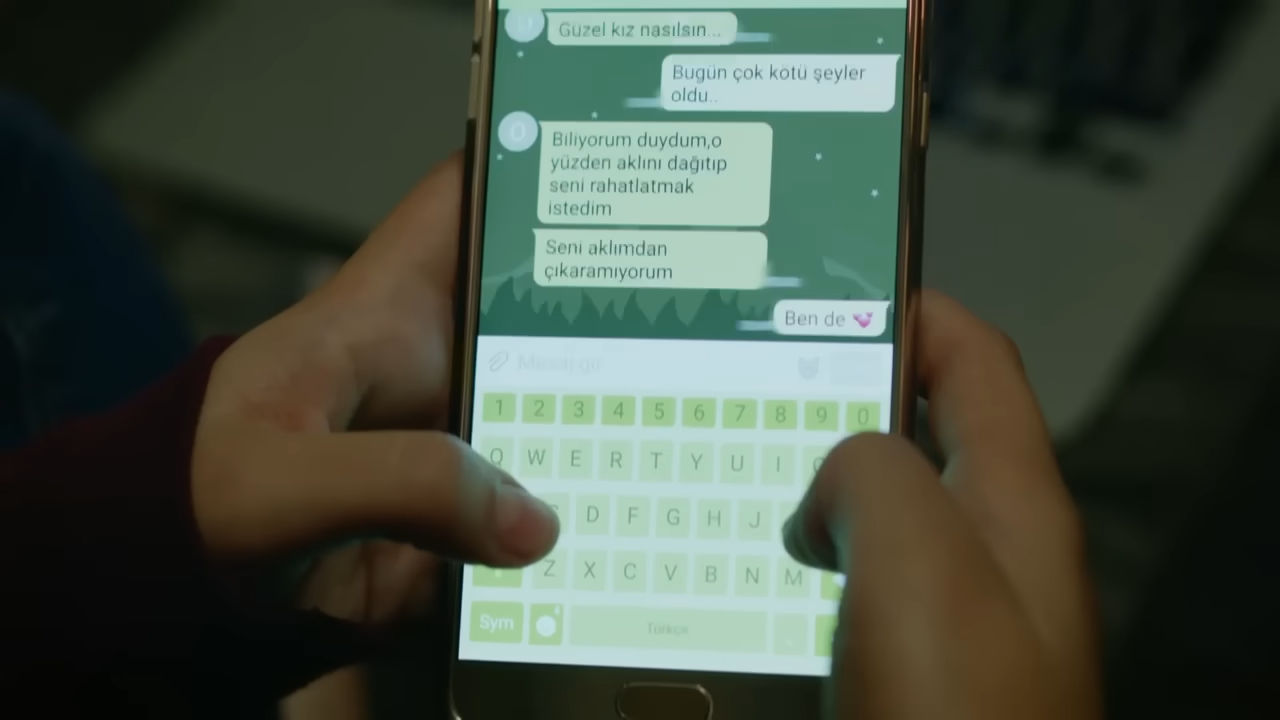 Güzel kız nasılsın...
Bugün çok kötü şeyler
oldu..
O
Biliyorum duydum,o
yüzden aklını dağıtıp
seni rahatlatmak
istedim
Seni aklımdan
çıkaramıyorum
Ben de
1 2 3 4 5 6 7 8 9 0
Q W E R T Y U I
D F G H J
Z X C V B N M
Sym
Türkçe